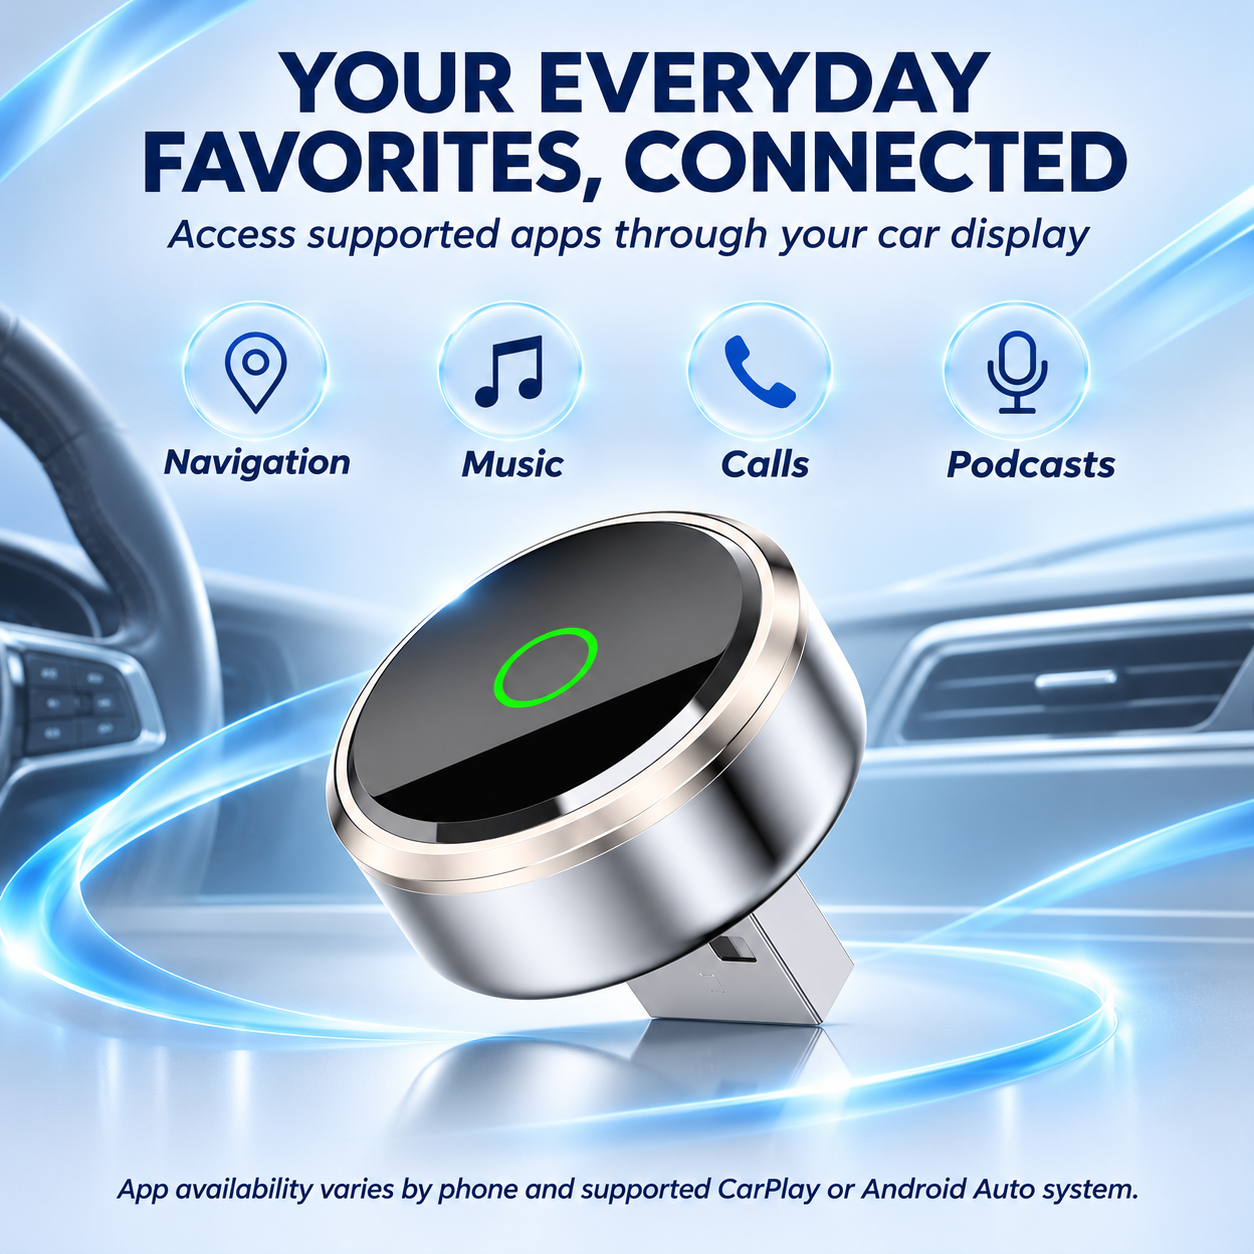 YOUR EVERYDAY
FAVORITES, CONNECTED
Access supported apps through your car display
Navigation
Music
Calls
Podcasts
App availability varies by phone and supported CarPlay or Android Auto system.